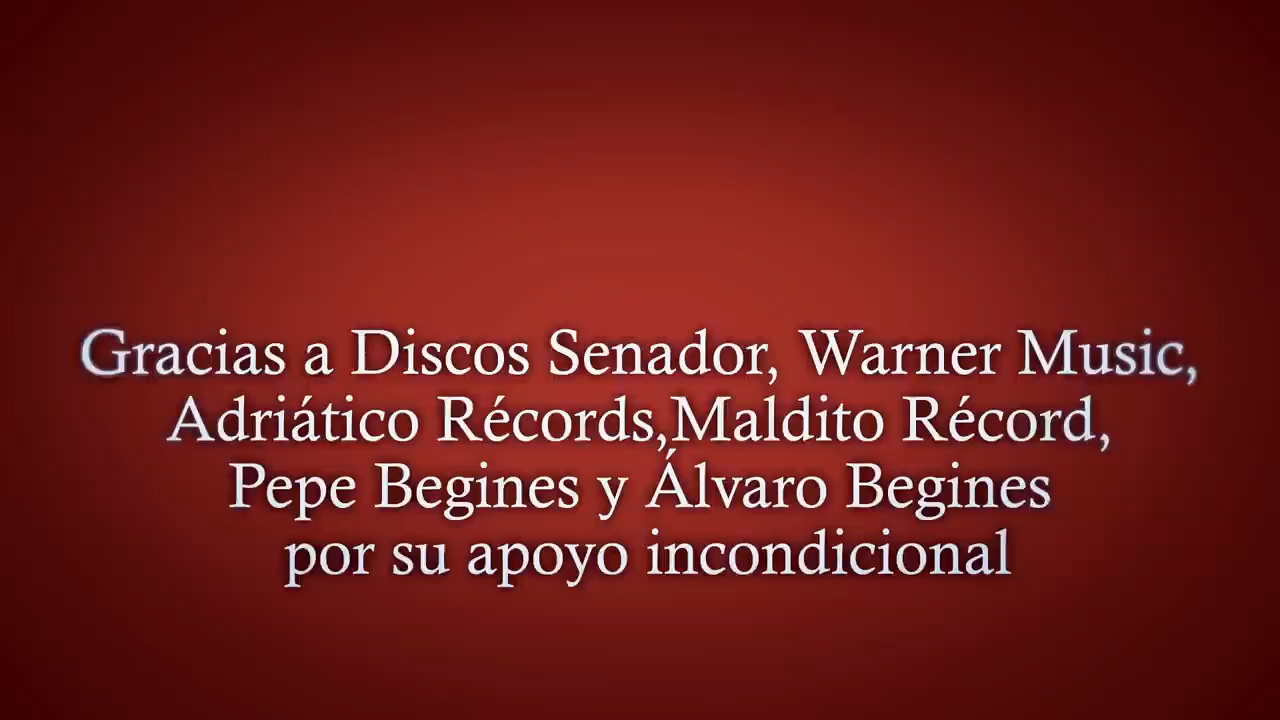 Gracias a Discos Senador, Warner Music,
Adriático Récords,Maldito Récord,
Pepe Begines y Álvaro Begines
por su apoyo incondicional